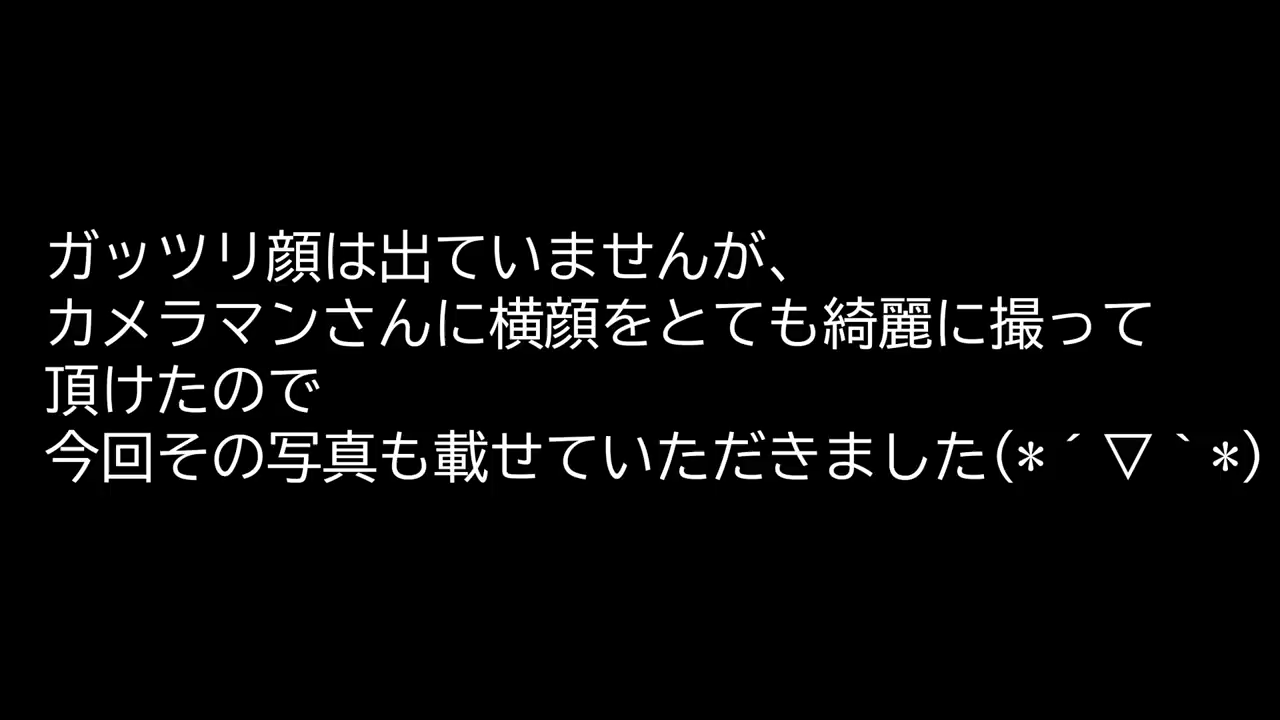 ガッツリ顔は出ていませんが、
カメラマンさんに横顔をとても綺麗に撮って
頂けたので
今回その写真も載せていただきました(*´▽`*)